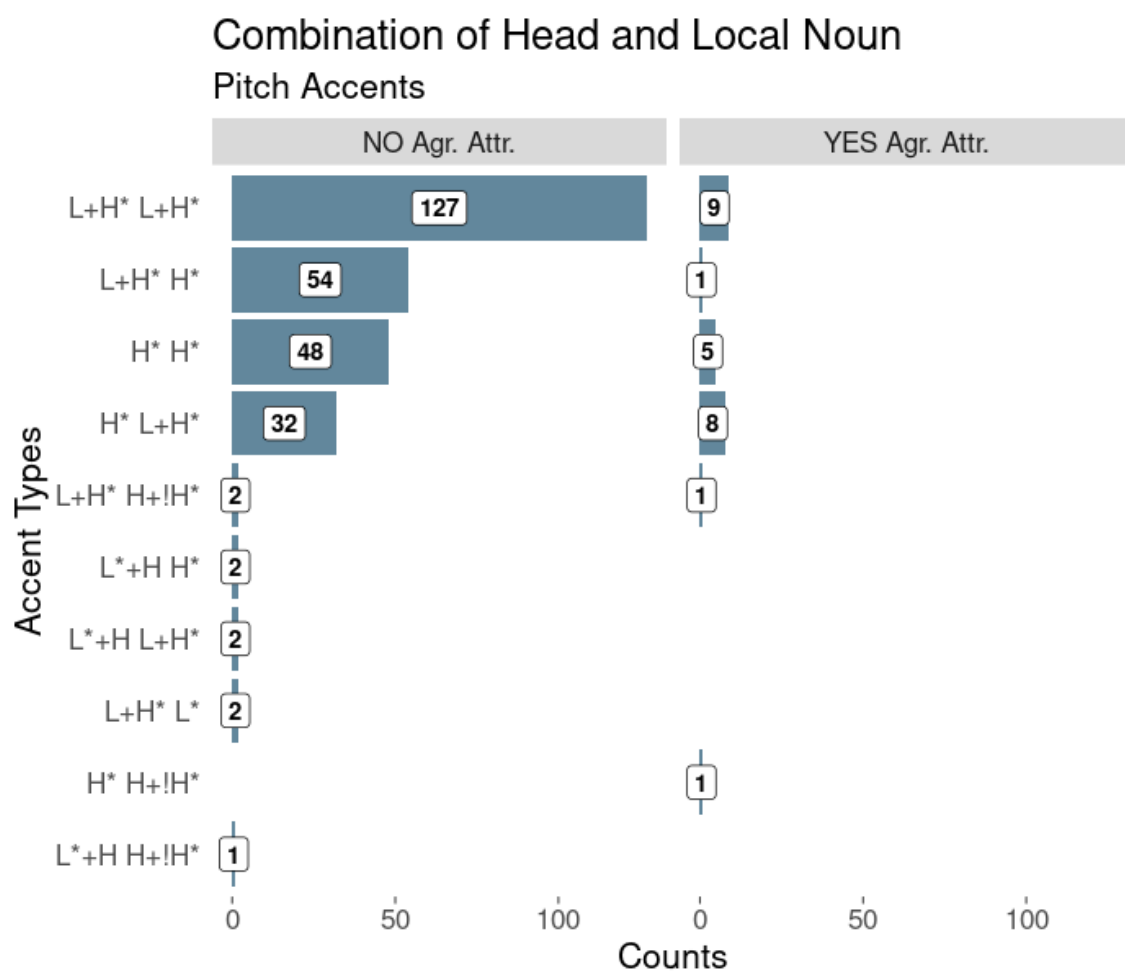 Combination of Head and Local Noun
Pitch Accents
NO Agr. Attr. YES Agr. Attr.
L+H* L+H* 127 9
L+H* H* 54 1
H* H* 48 5
H* L+H* 32 8
L+H* H+!H* 2 1
L*+H H* 2
L*+H L+H* 2
L+H* L* 2
H* H+!H* 1
L*+H H+!H* 1
Accent Types
0 50 100 0 50 100
Counts